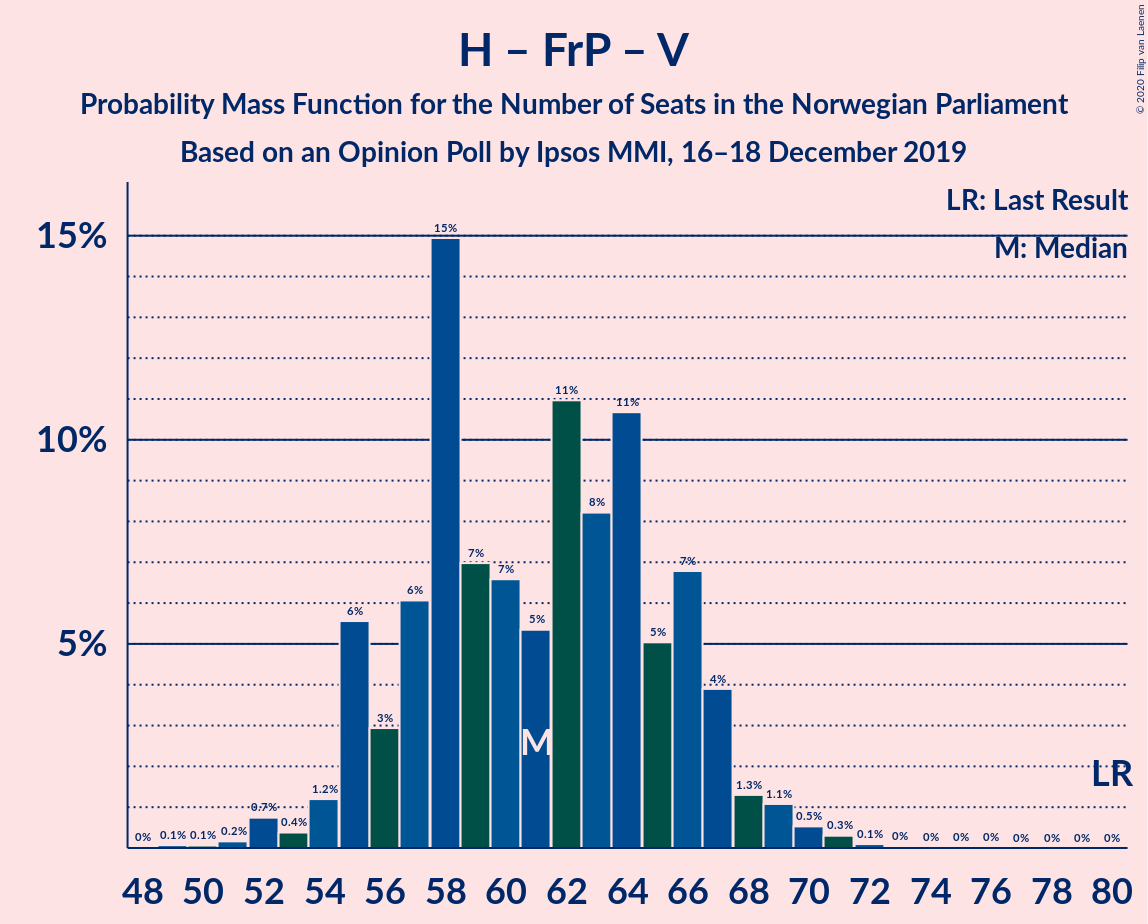 H – FrP – V
Probability Mass Function for the Number of Seats in the Norwegian Parliament
Based on an Opinion Poll by Ipsos MMI, 16–18 December 2019
© 2020 Filip van Laenen
LR: Last Result
M: Median
15%
10%
5%
0% 0.1% 0.1% 0.2% 0.7% 0.4% 1.2% 6% 3% 6% 15% 7% 7% 5% 11% 8% 11% 5% 7% 4% 1.3% 1.1% 0.5% 0.3% 0.1% 0% 0% 0% 0% 0% 0% 0% 0%
M
LR
48 50 52 54 56 58 60 62 64 66 68 70 72 74 76 78 80